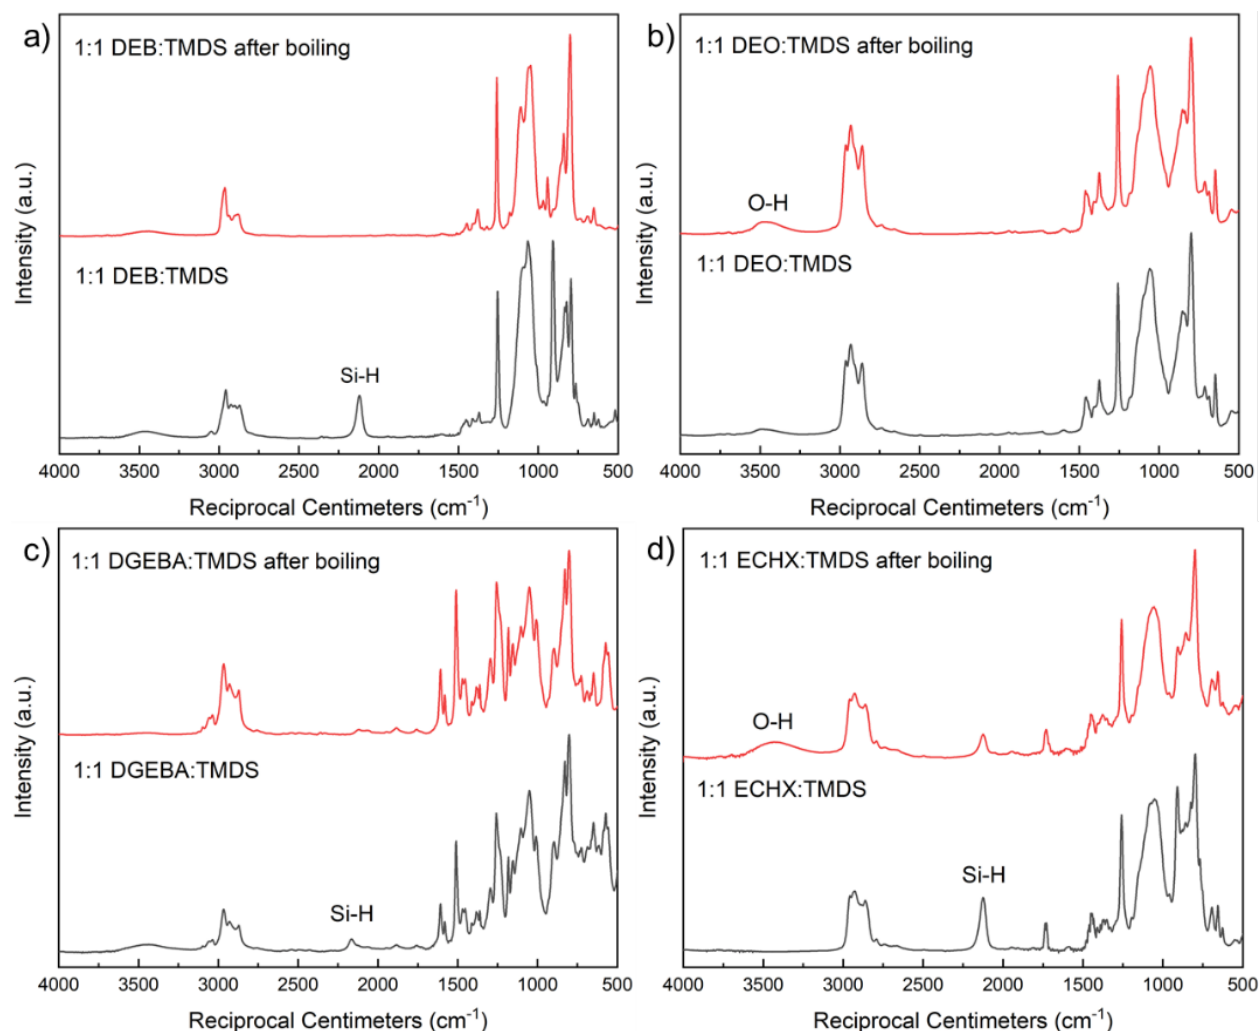 a)
1:1 DEB:TMDS after boiling
1:1 DEB:TMDS
Si-H
Intensity (a.u.)
4000 3500 3000 2500 2000 1500 1000 500
Reciprocal Centimeters (cm⁻¹)
b)
1:1 DEO:TMDS after boiling
O-H
1:1 DEO:TMDS
Intensity (a.u.)
4000 3500 3000 2500 2000 1500 1000 500
Reciprocal Centimeters (cm⁻¹)
c)
1:1 DGEBA:TMDS after boiling
1:1 DGEBA:TMDS
Si-H
Intensity (a.u.)
4000 3500 3000 2500 2000 1500 1000 500
Reciprocal Centimeters (cm⁻¹)
d)
1:1 ECHX:TMDS after boiling
O-H
1:1 ECHX:TMDS
Si-H
Intensity (a.u.)
4000 3500 3000 2500 2000 1500 1000 500
Reciprocal Centimeters (cm⁻¹)